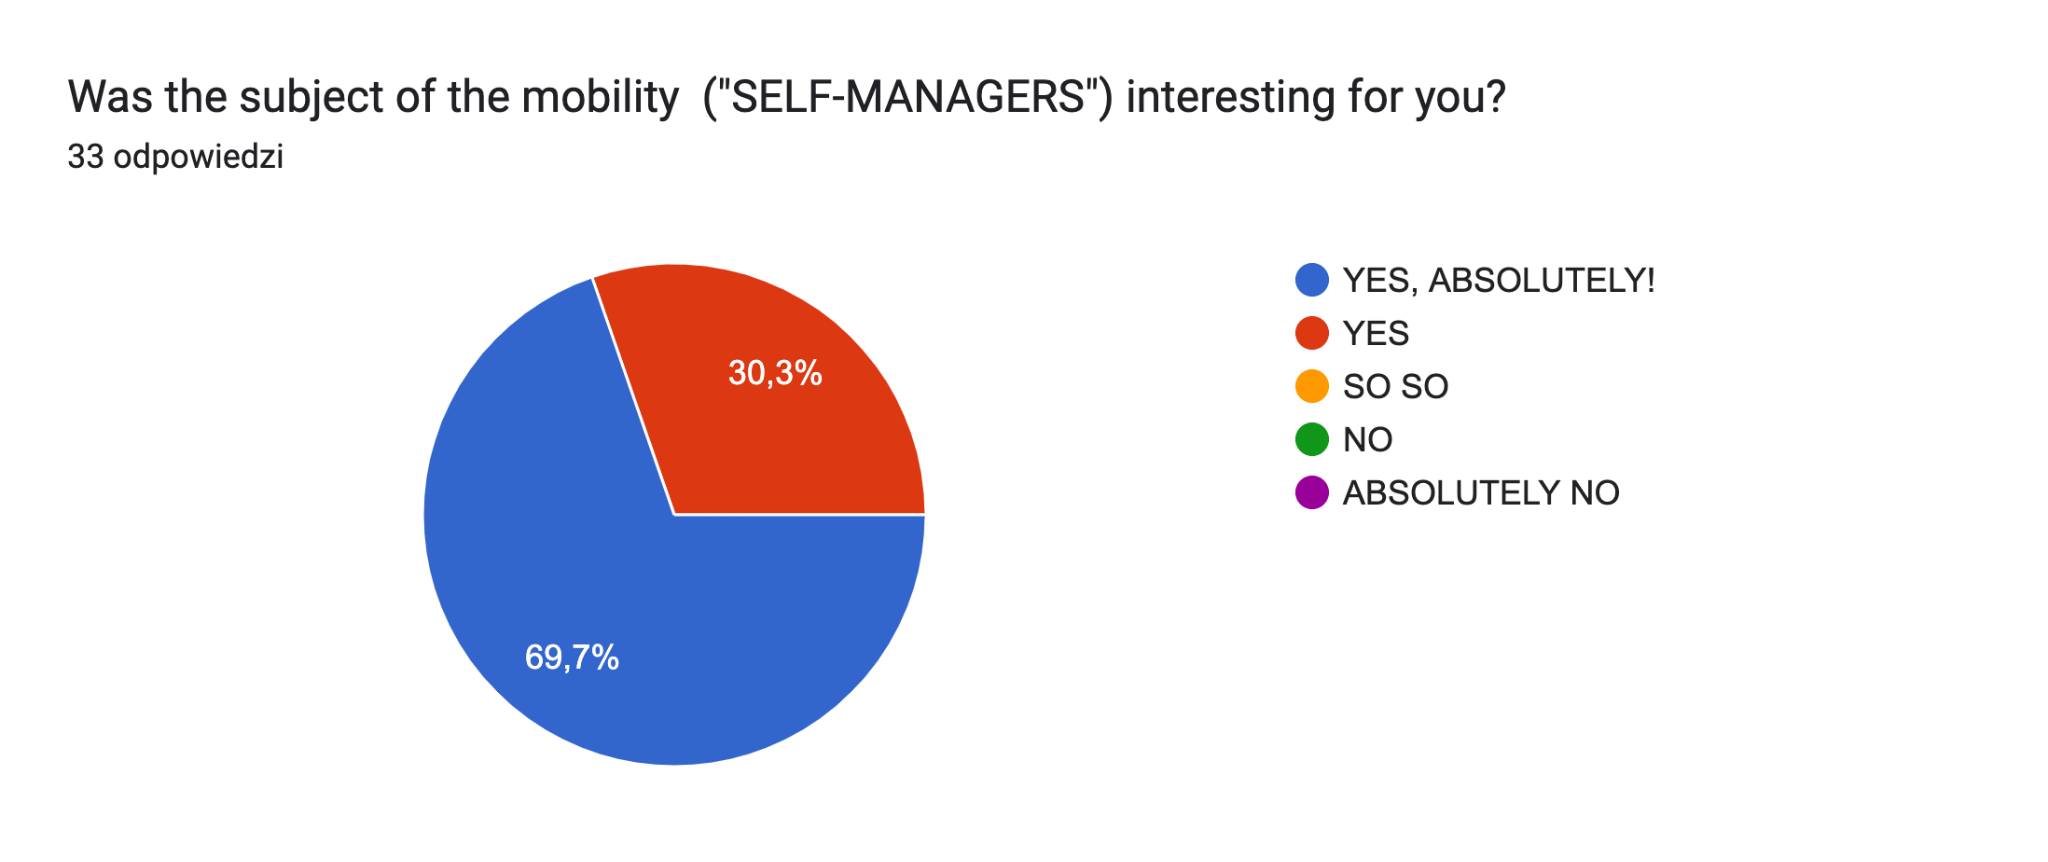 Was the subject of the mobility  ("SELF-MANAGERS") interesting for you?
33 odpowiedzi
YES, ABSOLUTELY!
YES
SO SO
NO
ABSOLUTELY NO
30,3%
69,7%